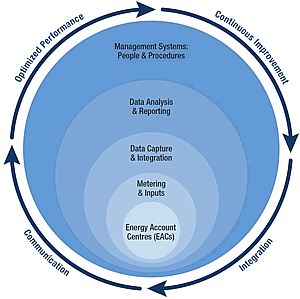 Optimized Performance
Continuous Improvement
Management Systems:
People & Procedures
Data Analysis
& Reporting
Data Capture
& Integration
Metering
& Inputs
Energy Account
Centres (EACs)
Communication
Integration